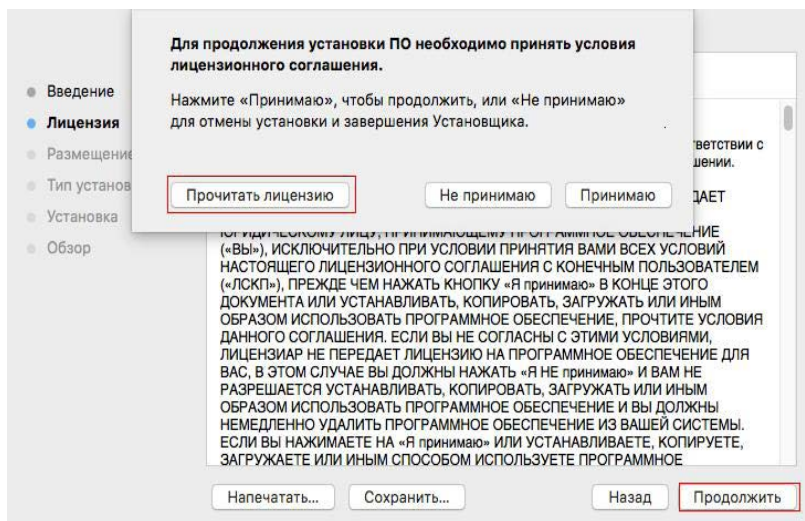 Для продолжения установки ПО необходимо принять условия
лицензионного соглашения.
Нажмите «Принимаю», чтобы продолжить, или «Не принимаю»
для отмены установки и завершения Установщика.
Прочитать лицензию
Не принимаю
Принимаю
Введение
Лицензия
Размещение
Тип установ
Установка
Обзор
ЮРИДИЧЕСКОМУ ЛИЦУ, ПРИНИМАЮЩЕМУ ПРОГРАММНОЕ ОБЕСПЕЧЕНИЕ
(«ВЫ»), ИСКЛЮЧИТЕЛЬНО ПРИ УСЛОВИИ ПРИНЯТИЯ ВАМИ ВСЕХ УСЛОВИЙ
НАСТОЯЩЕГО ЛИЦЕНЗИОННОГО СОГЛАШЕНИЯ С КОНЕЧНЫМ ПОЛЬЗОВАТЕЛЕМ
(«ЛСКП»), ПРЕЖДЕ ЧЕМ НАЖАТЬ КНОПКУ «Я принимаю» В КОНЦЕ ЭТОГО
ДОКУМЕНТА ИЛИ УСТАНАВЛИВАТЬ, КОПИРОВАТЬ, ЗАГРУЖАТЬ ИЛИ ИНЫМ
ОБРАЗОМ ИСПОЛЬЗОВАТЬ ПРОГРАММНОЕ ОБЕСПЕЧЕНИЕ, ПРОЧТИТЕ УСЛОВИЯ
ДАННОГО СОГЛАШЕНИЯ. ЕСЛИ ВЫ НЕ СОГЛАСНЫ С ЭТИМИ УСЛОВИЯМИ,
ЛИЦЕНЗИАР НЕ ПЕРЕДАЕТ ЛИЦЕНЗИЮ НА ПРОГРАММНОЕ ОБЕСПЕЧЕНИЕ ДЛЯ
ВАС, В ЭТОМ СЛУЧАЕ ВЫ ДОЛЖНЫ НАЖАТЬ «Я НЕ принимаю» И ВАМ НЕ
РАЗРЕШАЕТСЯ УСТАНАВЛИВАТЬ, КОПИРОВАТЬ, ЗАГРУЖАТЬ ИЛИ ИНЫМ
ОБРАЗОМ ИСПОЛЬЗОВАТЬ ПРОГРАММНОЕ ОБЕСПЕЧЕНИЕ И ВЫ ДОЛЖНЫ
НЕМЕДЛЕННО УДАЛИТЬ ПРОГРАММНОЕ ОБЕСПЕЧЕНИЕ ИЗ ВАШЕЙ СИСТЕМЫ.
ЕСЛИ ВЫ НАЖИМАЕТЕ НА «Я принимаю» ИЛИ УСТАНАВЛИВАЕТЕ, КОПИРУЕТЕ,
ЗАГРУЖАЕТЕ ИЛИ ИНЫМ СПОСОБОМ ИСПОЛЬЗУЕТЕ ПРОГРАММНОЕ
Напечатать...
Сохранить...
Назад
Продолжить